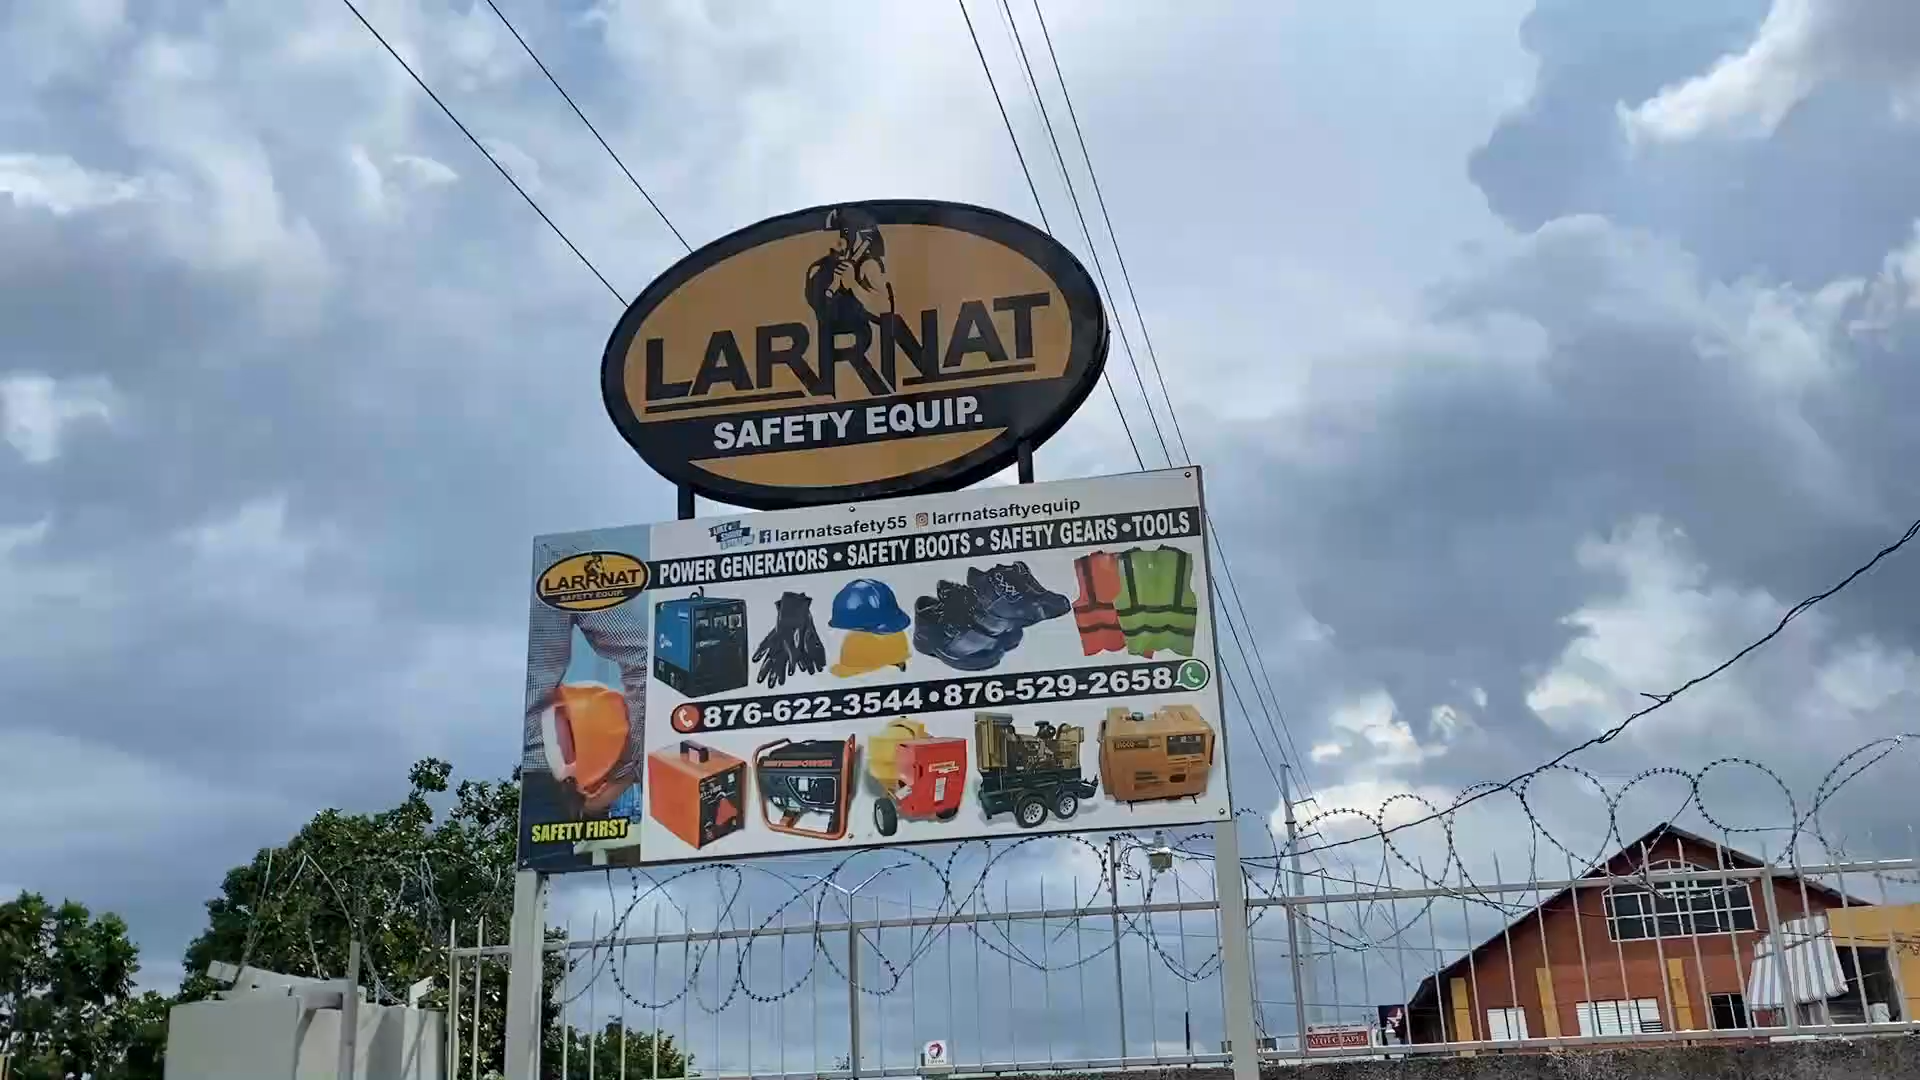 LARRNAT
SAFETY EQUIP.
larrnatsafety55 larrnatsaftyequip
LARRNAT
SAFETY EQUIP.
POWER GENERATORS • SAFETY BOOTS • SAFETY GEARS • TOOLS
876-622-3544 • 876-529-2658
SAFETY FIRST